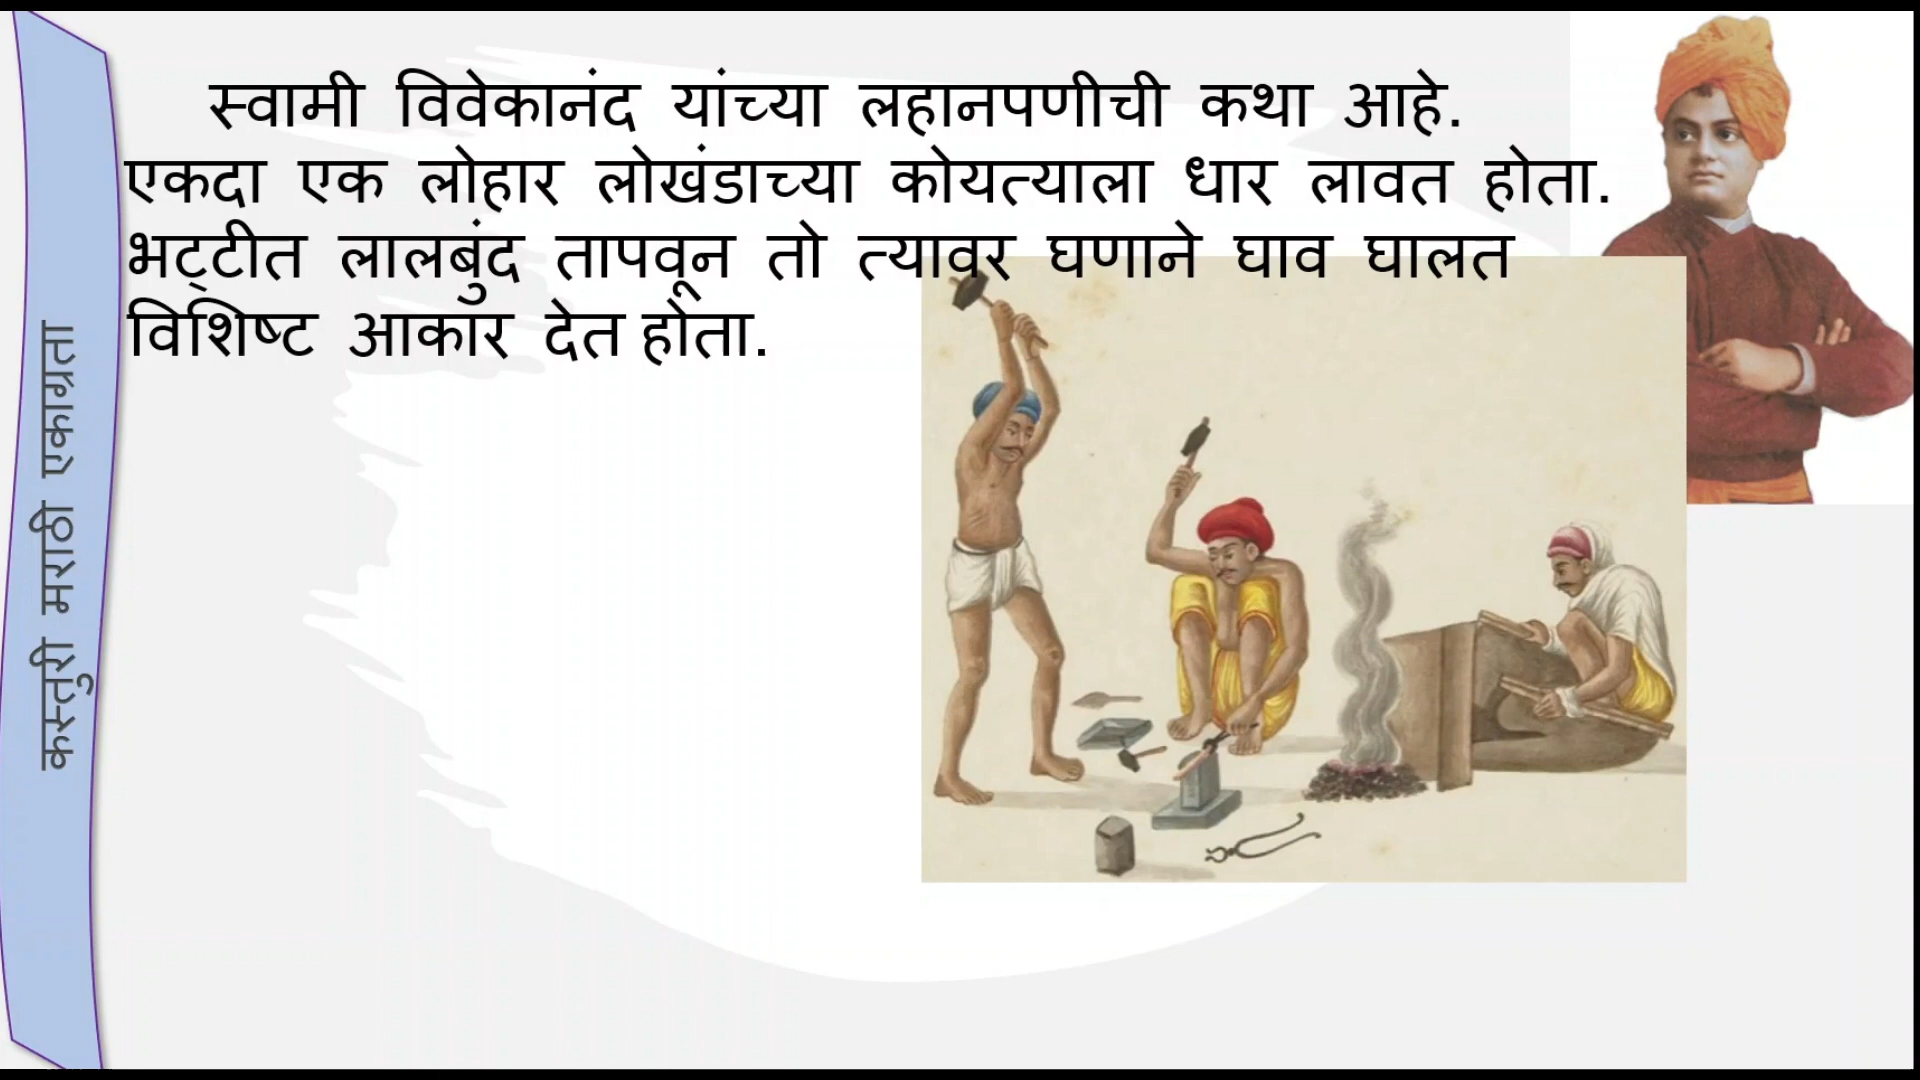 स्वामी विवेकानंद यांच्या लहानपणीची कथा आहे.
एकदा एक लोहार लोखंडाच्या कोयत्याला धार लावत होता.
भट्टीत लालबुंद तापवून तो त्यावर घणाने घाव घालत
विशिष्ट आकार देत होता.
कस्तुरी मराठी एकाग्रता